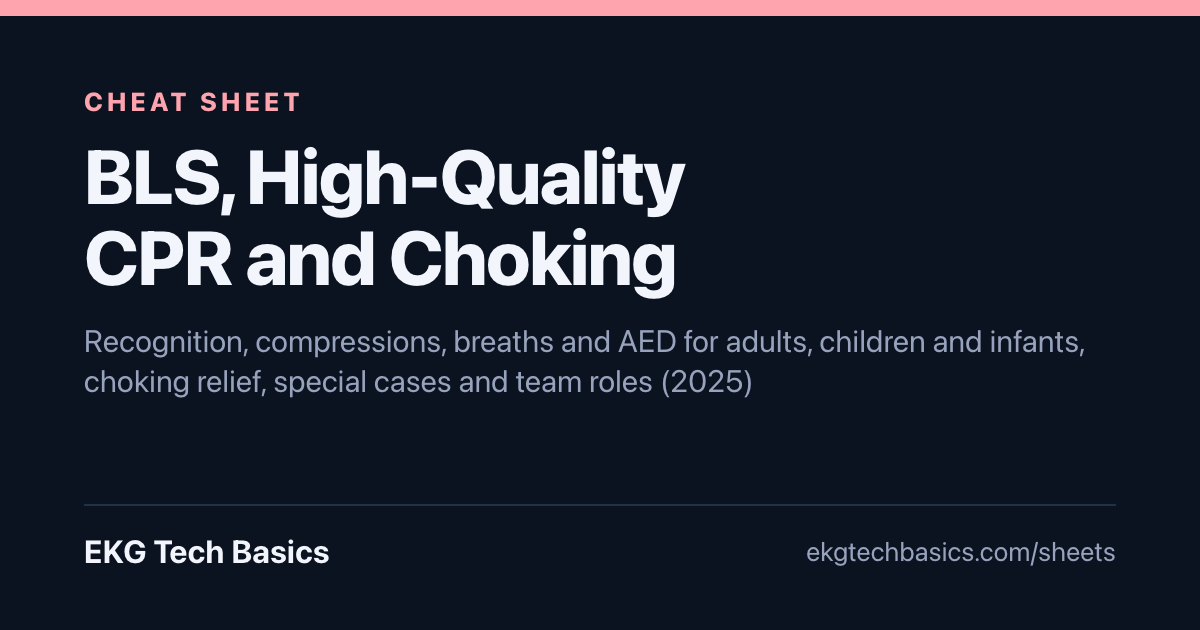 CHEAT SHEET
BLS, High-Quality
CPR and Choking
Recognition, compressions, breaths and AED for adults, children and infants,
choking relief, special cases and team roles (2025)
EKG Tech Basics
ekgtechbasics.com/sheets